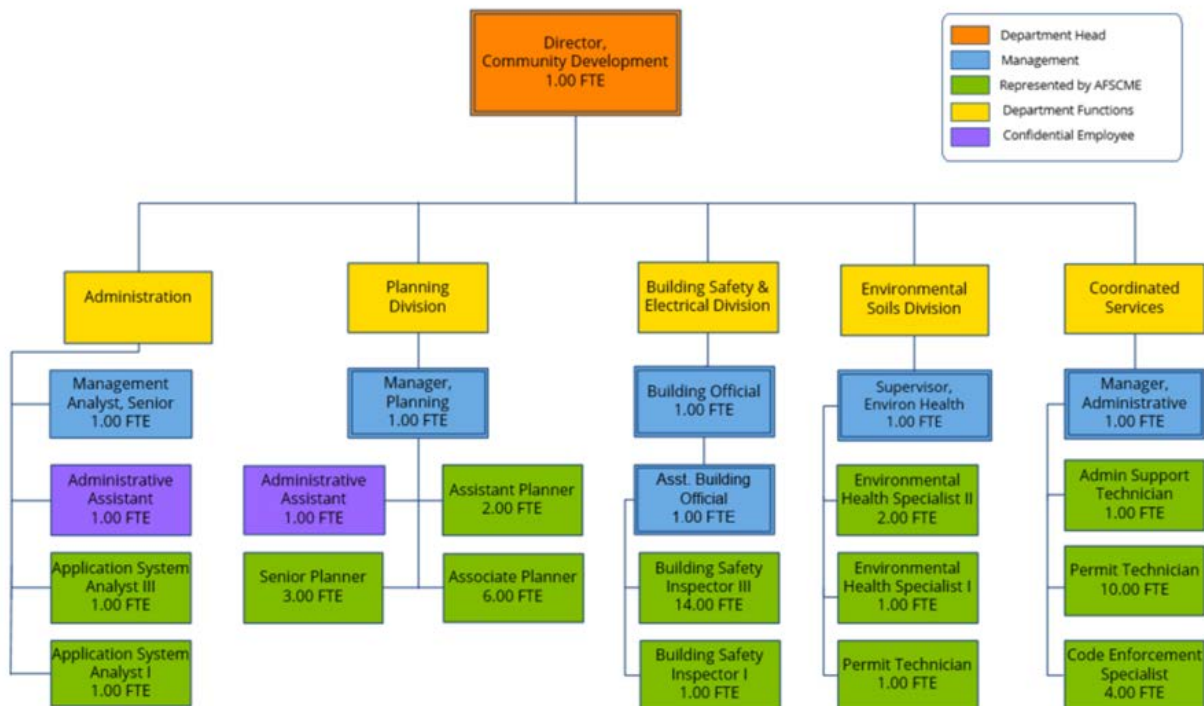 Director,
Community Development
1.00 FTE
Department Head
Management
Represented by AFSCME
Department Functions
Confidential Employee
Administration
Planning
Division
Building Safety &
Electrical Division
Environmental
Soils Division
Coordinated
Services
Management
Analyst, Senior
1.00 FTE
Manager,
Planning
1.00 FTE
Building Official
1.00 FTE
Supervisor,
Environ Health
1.00 FTE
Manager,
Administrative
1.00 FTE
Administrative
Assistant
1.00 FTE
Administrative
Assistant
1.00 FTE
Assistant Planner
2.00 FTE
Asst. Building
Official
1.00 FTE
Environmental
Health Specialist II
2.00 FTE
Admin Support
Technician
1.00 FTE
Application System
Analyst III
1.00 FTE
Senior Planner
3.00 FTE
Associate Planner
6.00 FTE
Building Safety
Inspector III
14.00 FTE
Environmental
Health Specialist I
1.00 FTE
Permit Technician
10.00 FTE
Application System
Analyst I
1.00 FTE
Building Safety
Inspector I
1.00 FTE
Permit Technician
1.00 FTE
Code Enforcement
Specialist
4.00 FTE